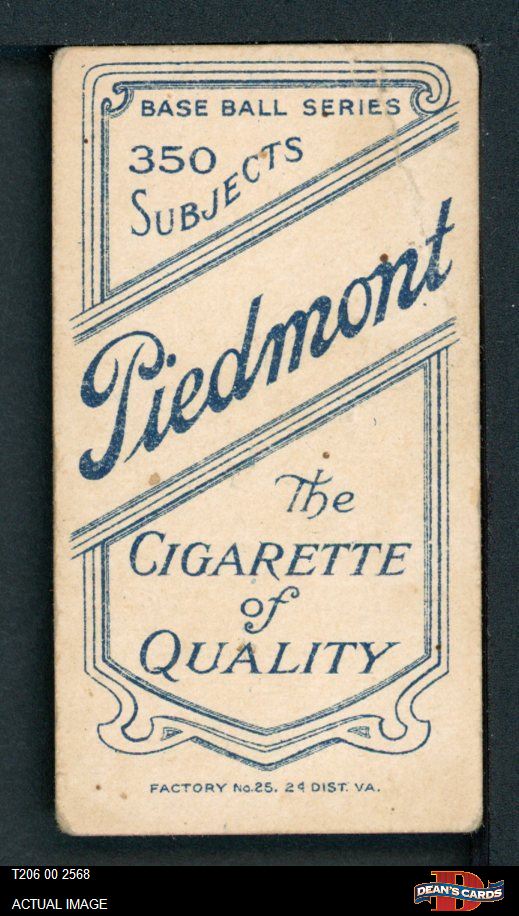 BASE BALL SERIES
350
SUBJECTS
Piedmont
The
CIGARETTE
of
QUALITY
FACTORY No.25. 2d DIST. VA.
T206 00 2568
ACTUAL IMAGE
D
DEAN'S CARDS